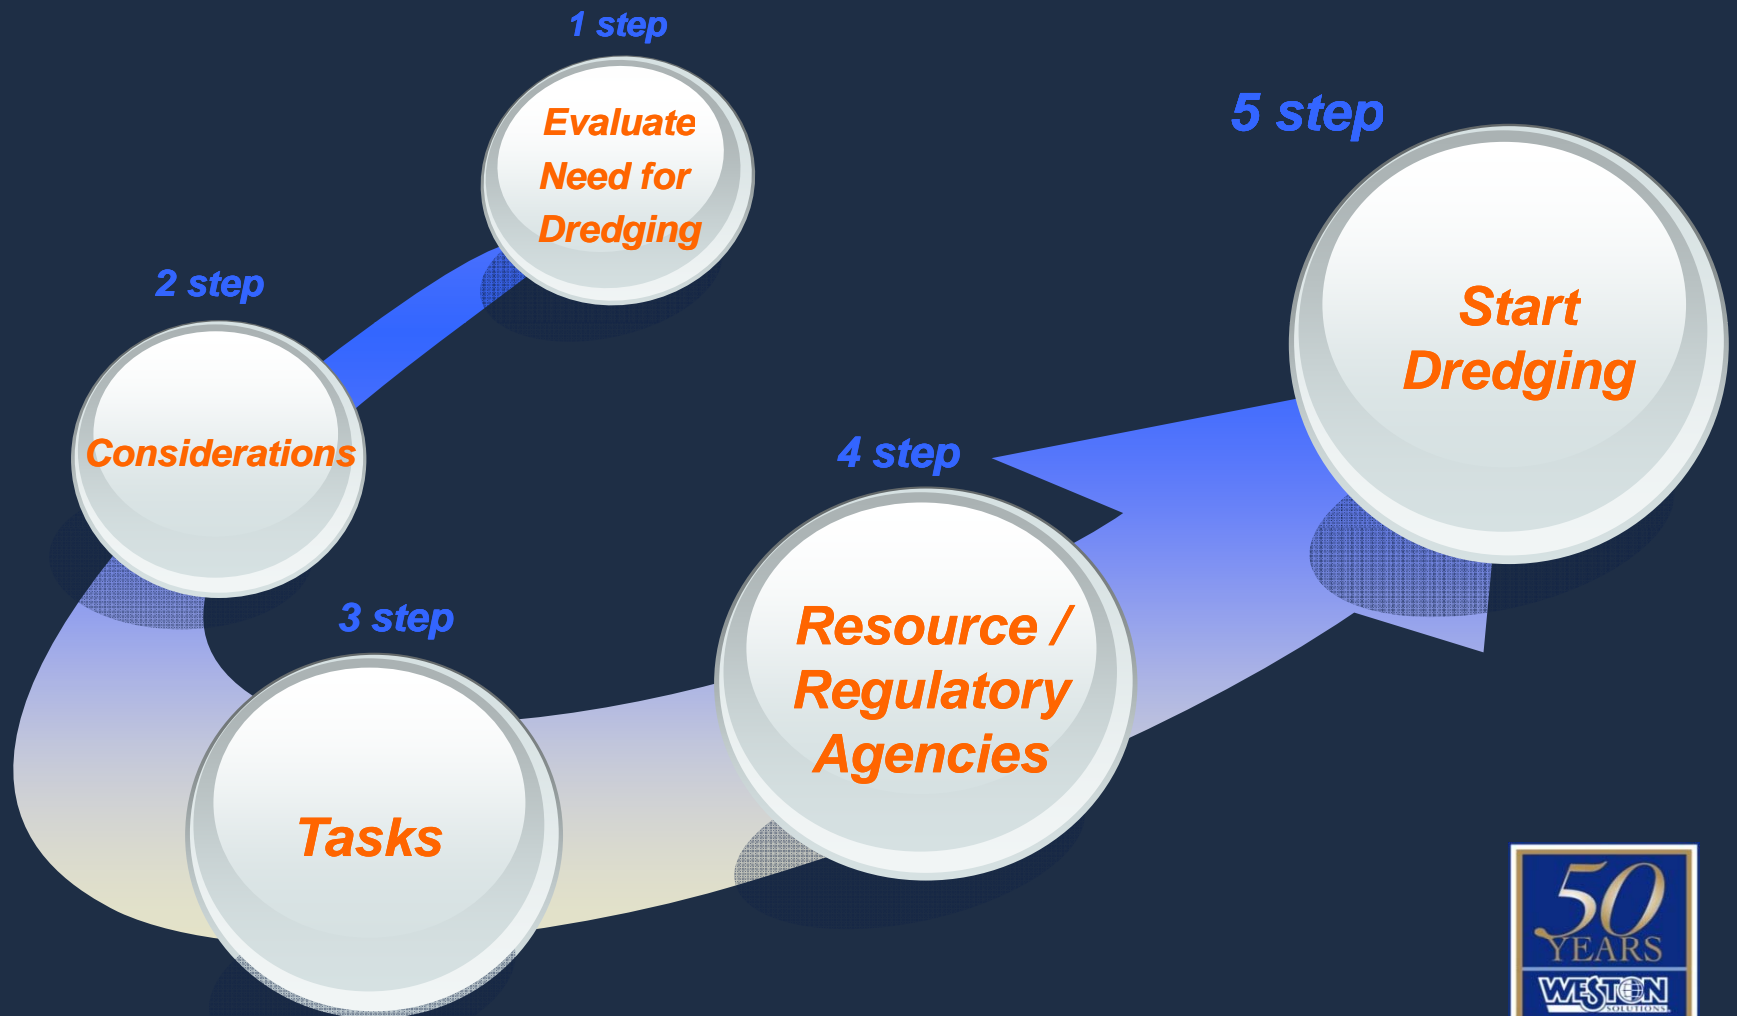 1 step
Evaluate
Need for
Dredging
2 step
Considerations
3 step
Tasks
4 step
Resource /
Regulatory
Agencies
5 step
Start
Dredging
50
YEARS
WESTON
SOLUTIONS